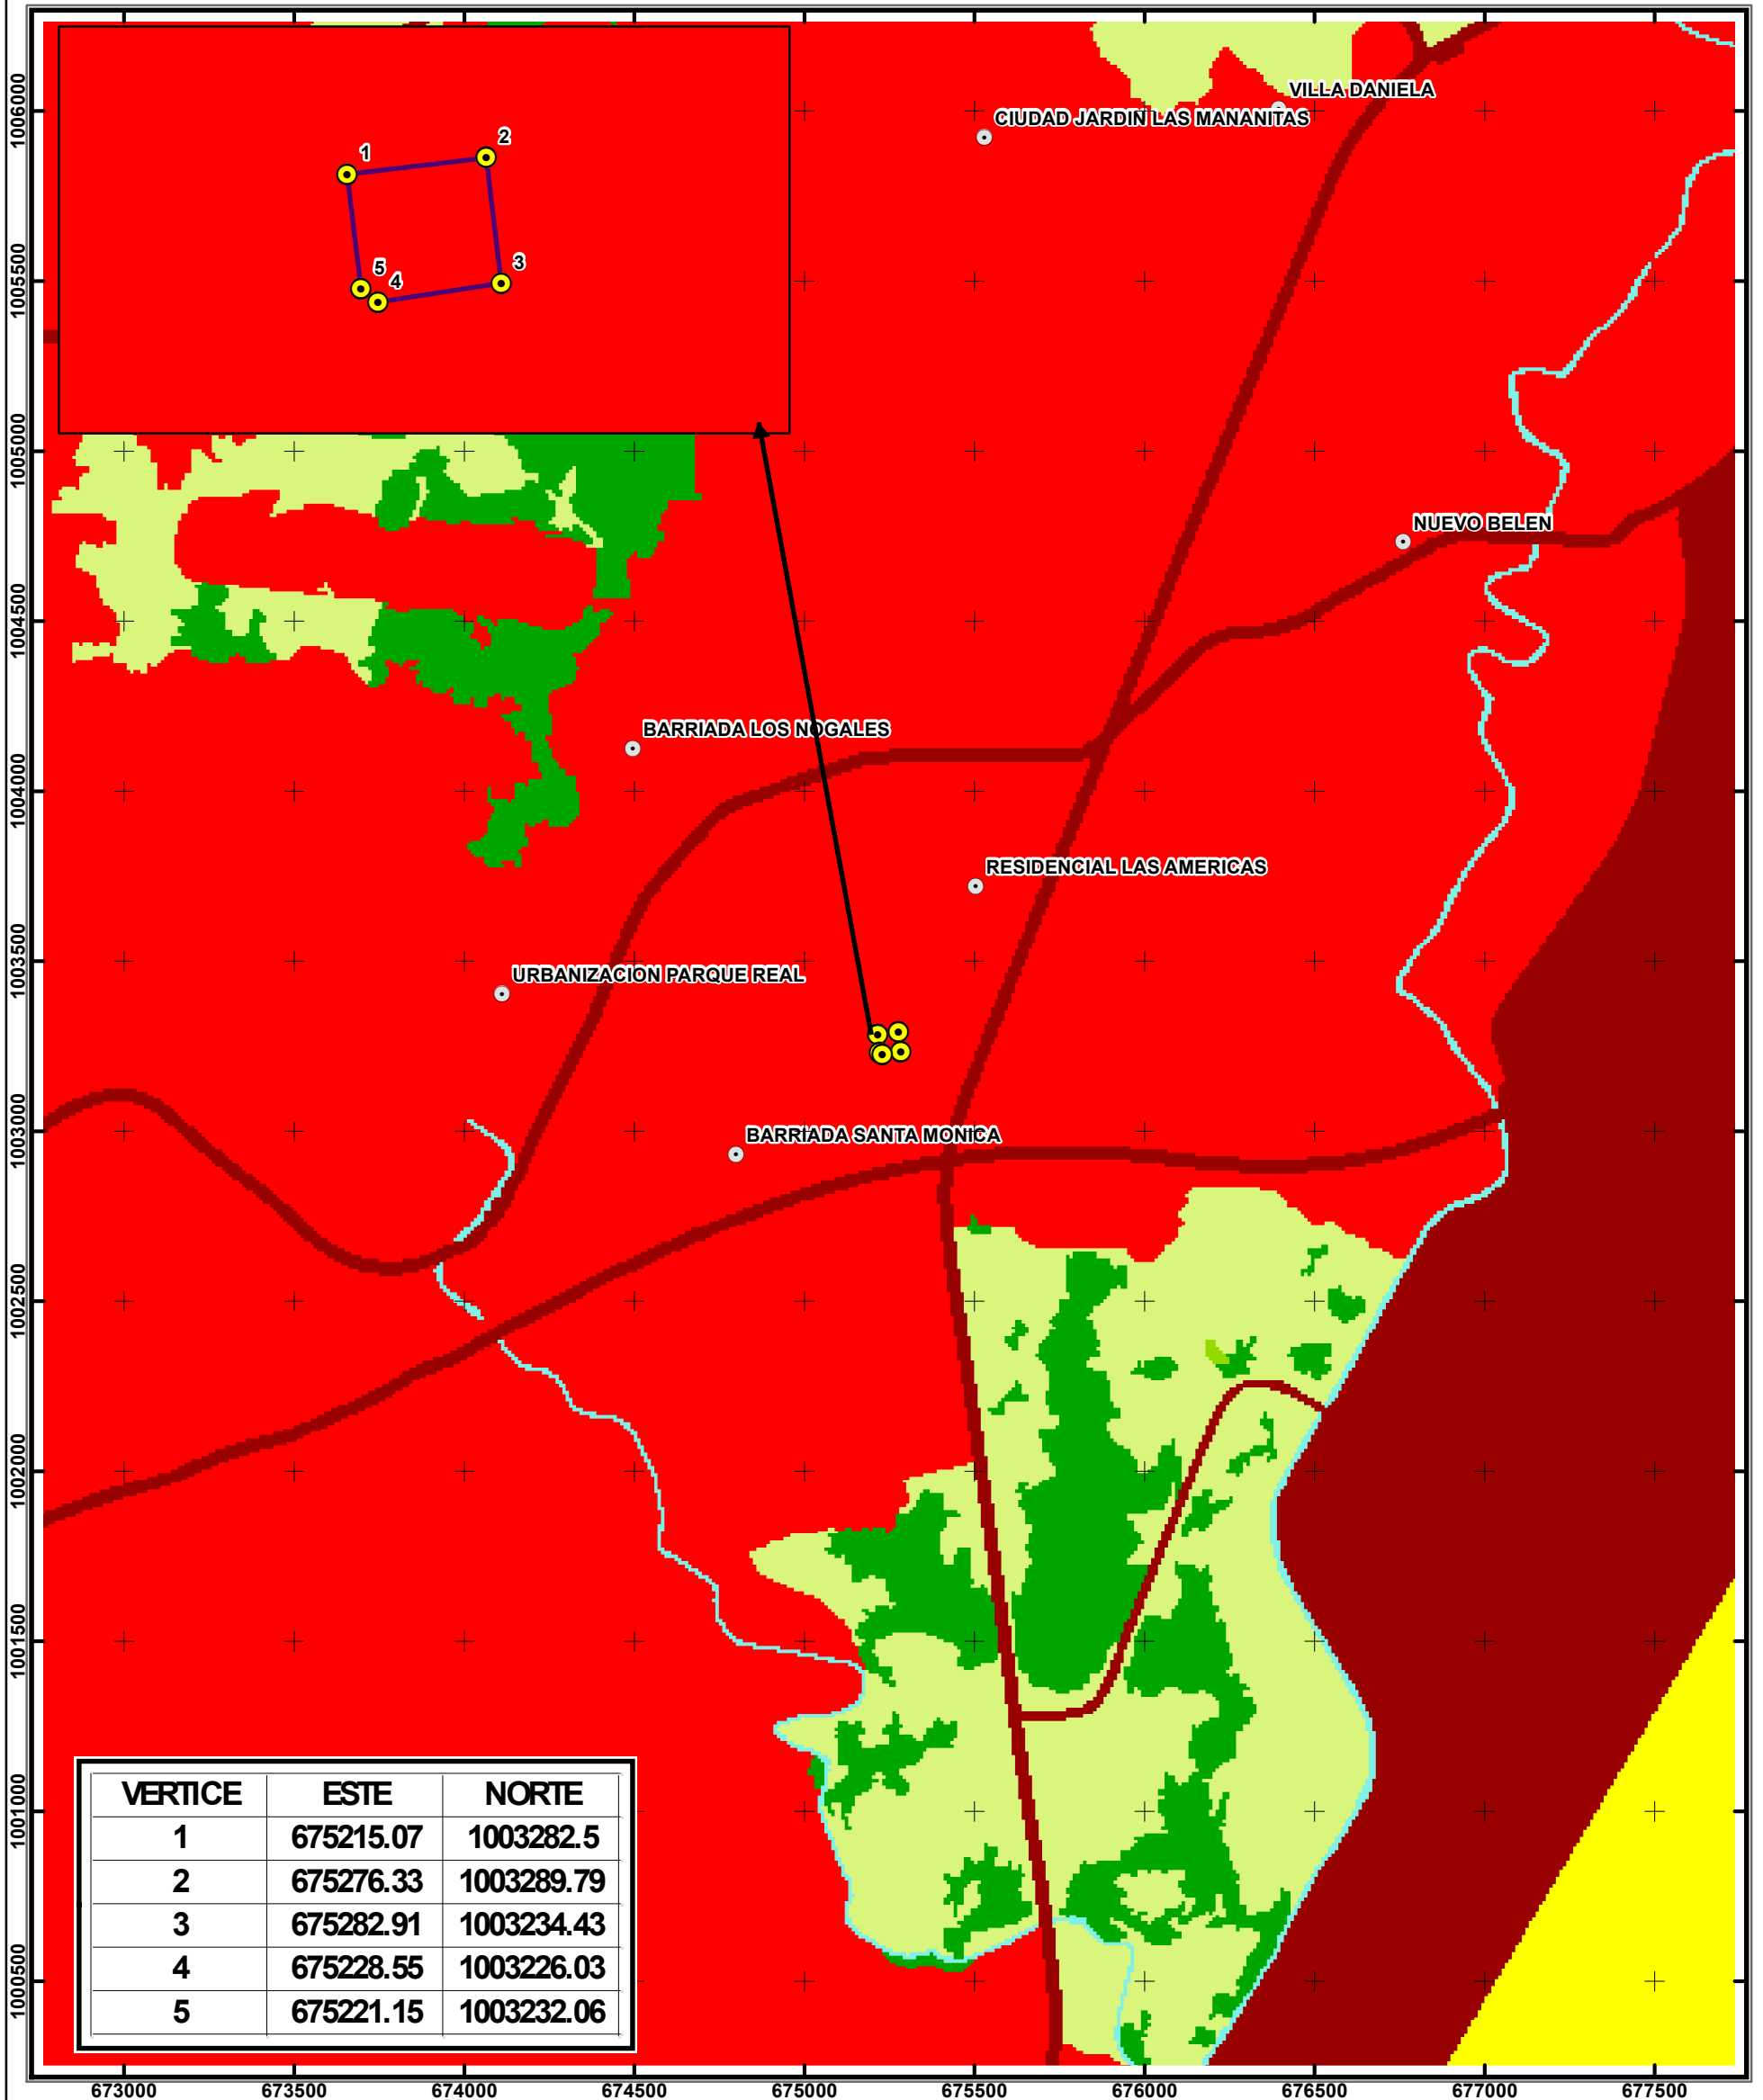 VILLA DANIELA
CIUDAD JARDIN LAS MANANITAS
1
2
3
4
5
NUEVO BELEN
BARRIADA LOS NOGALES
RESIDENCIAL LAS AMERICAS
URBANIZACION PARQUE REAL
BARRIADA SANTA MONICA
1006000
1005500
1005000
1004500
1004000
1003500
1003000
1002500
1002000
1001500
1001000
1000500
VERTICE ESTE NORTE
1 675215.07 1003282.5
2 675276.33 1003289.79
3 675282.91 1003234.43
4 675228.55 1003226.03
5 675221.15 1003232.06
673000 673500 674000 674500 675000 675500 676000 676500 677000 677500